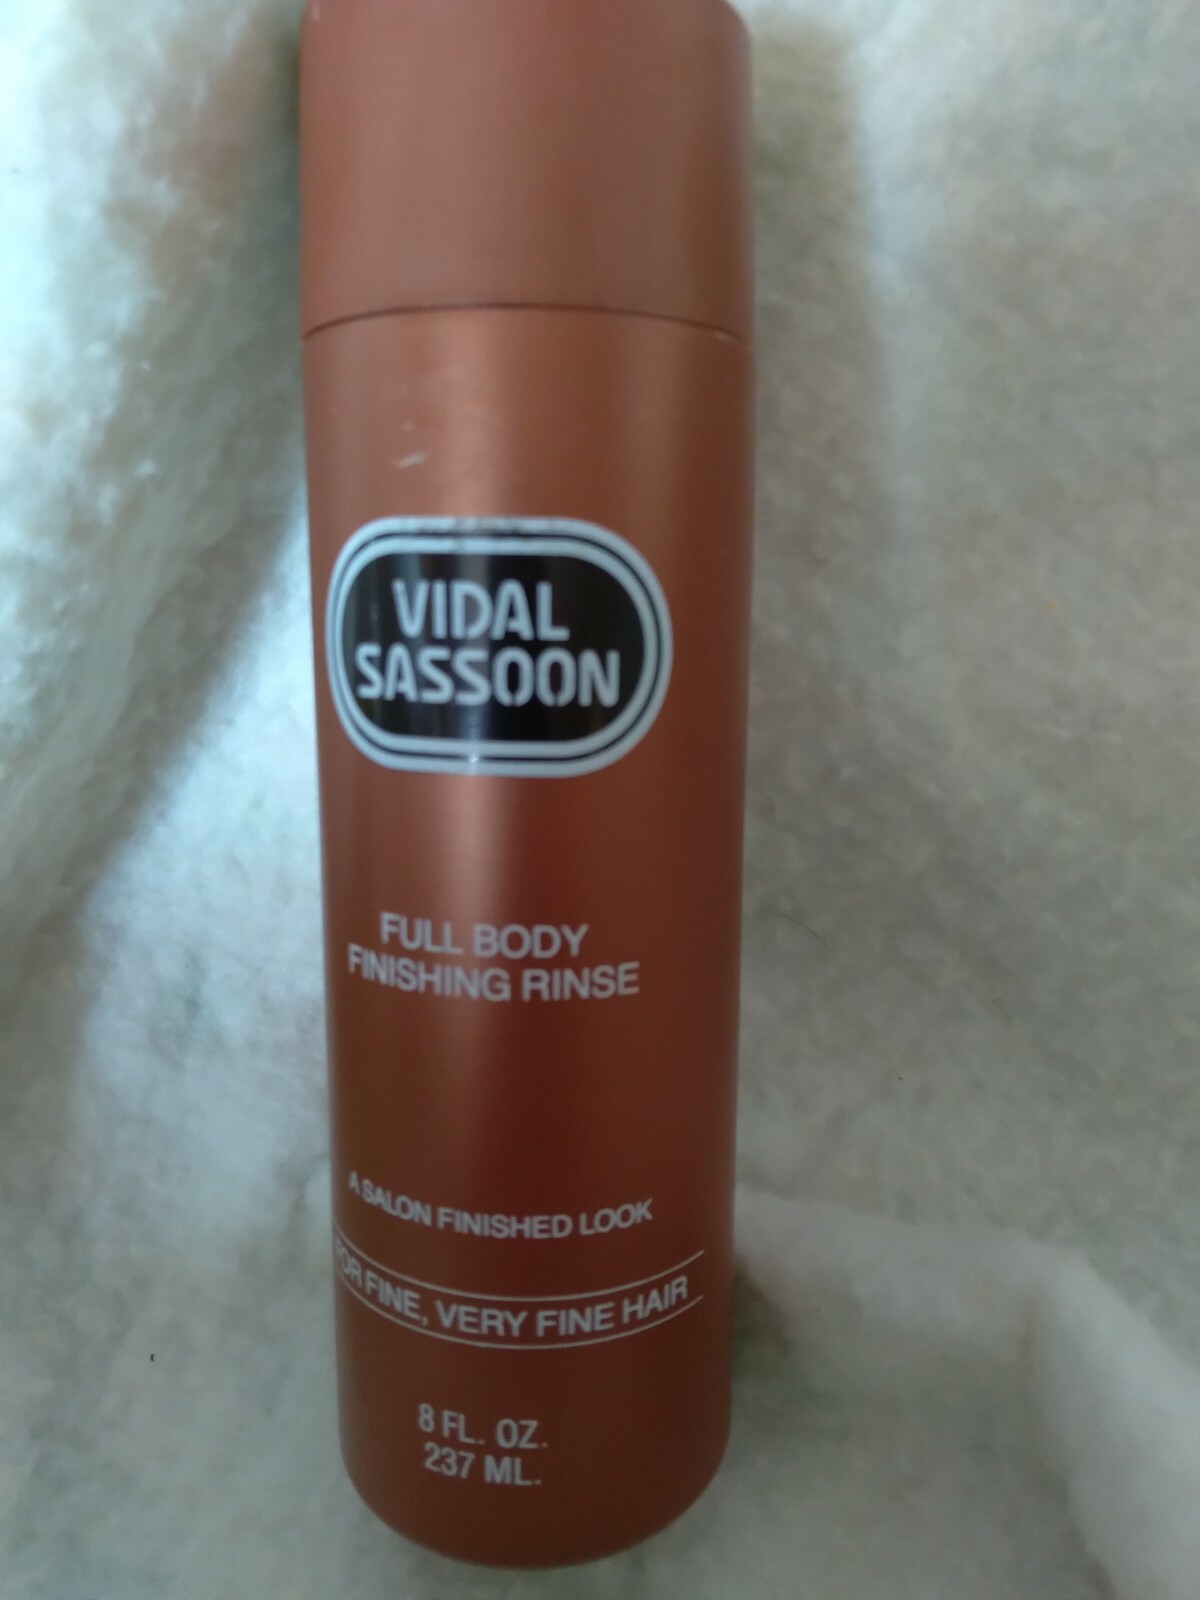 VIDAL
SASSOON
FULL BODY
FINISHING RINSE
A SALON FINISHED LOOK
FOR FINE, VERY FINE HAIR
8 FL. OZ.
237 ML.